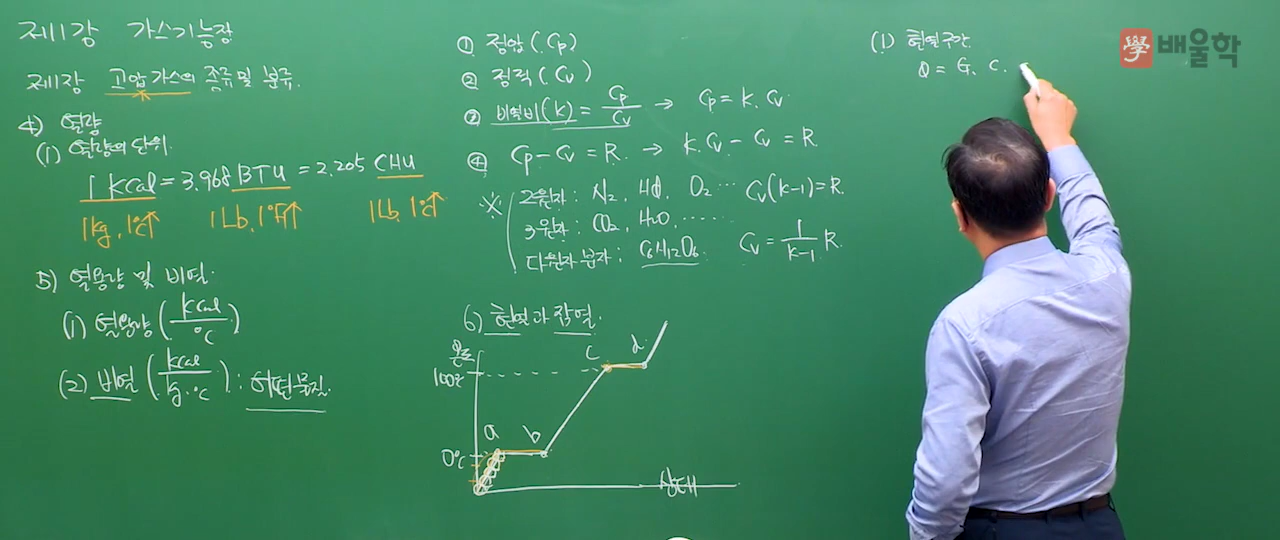 제11강 가스기능장
제1장 고압가스의 종류 및 분류.
4) 열량
(1) 열량의 단위.
1 kcal = 3.968 BTU = 2.205 CHU
1kg, 1℃↑ 1Lb, 1℉↑ 1Lb, 1℃↑
5) 열용량 및 비열.
(1) 열용량 (kcal/℃)
(2) 비열 (kcal/kg·℃) : 어떤물질.
① 정압 (Cp)
② 정적 (Cv)
③ 비열비(k) = Cp/Cv → Cp = k. Cv
④ Cp - Cv = R. → k. Cv - Cv = R.
※ 2원자 : N2, H2, O2 … Cv(k-1) = R.
3원자 : CO2, H2O, ……
다원자 분자 : C6H12O6. Cv = 1/k-1 R.
6) 현열과 잠열.
온도
100℃
c d
a b
0℃
상태
(1) 현열구간.
Q = G. C.
學 배울학